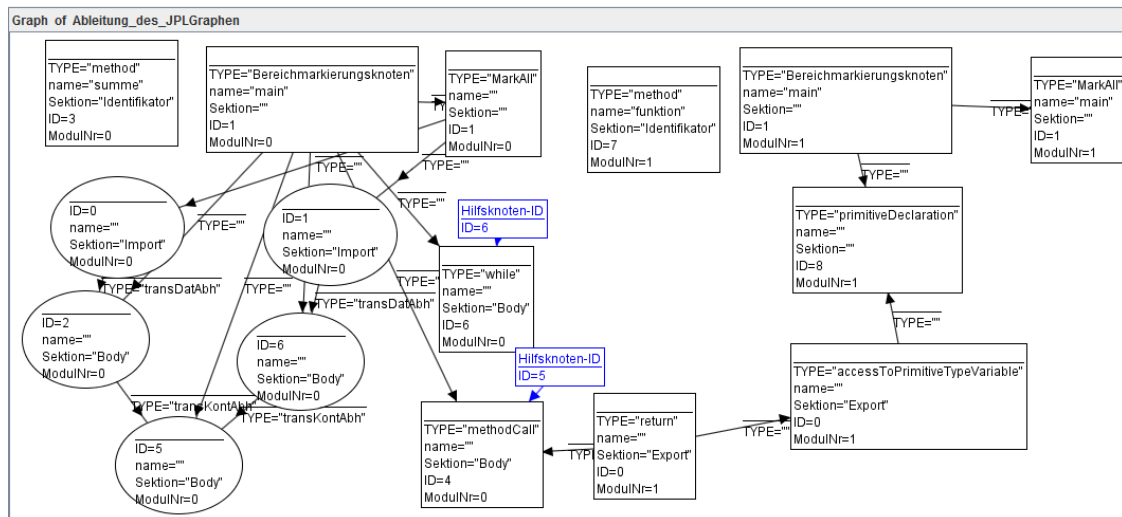 Graph of Ableitung_des_JPLGraphen
TYPE="method"
name="summe"
Sektion="Identifikator"
ID=3
ModulNr=0
TYPE="Bereichmarkierungsknoten"
name="main"
Sektion=""
ID=1
ModulNr=0
TYPE="MarkAll"
name=""
Sektion=""
ID=1
ModulNr=0
TYPE="method"
name="funktion"
Sektion="Identifikator"
ID=7
ModulNr=1
TYPE="Bereichmarkierungsknoten"
name="main"
Sektion=""
ID=1
ModulNr=1
TYPE=""
TYPE="MarkAll"
name="main"
Sektion=""
ID=1
ModulNr=1
TYPE=""
TYPE=""
TYPE=""
TYPE=""
ID=0
name=""
Sektion="Import"
ModulNr=0
TYPE=""
ID=1
name=""
Sektion="Import"
ModulNr=0
Hilfsknoten-ID
ID=6
TYPE="primitiveDeclaration"
name=""
Sektion=""
ID=8
ModulNr=1
TYPE="transDatAbh"
TYPE=""
TYPE=""
TYPE="while"
name=""
Sektion="Body"
ID=6
ModulNr=0
TYPE="transDatAbh"
ID=2
name=""
Sektion="Body"
ModulNr=0
ID=6
name=""
Sektion="Body"
ModulNr=0
TYPE=""
Hilfsknoten-ID
ID=5
TYPE="accessToPrimitiveTypeVariable"
name=""
Sektion="Export"
ID=0
ModulNr=1
TYPE="transKontAbh"
TYPE="transKontAbh"
ID=5
name=""
Sektion="Body"
ModulNr=0
TYPE="methodCall"
name=""
Sektion="Body"
ID=4
ModulNr=0
TYPE="return"
name=""
Sektion="Export"
ID=0
ModulNr=1
TYPE=""